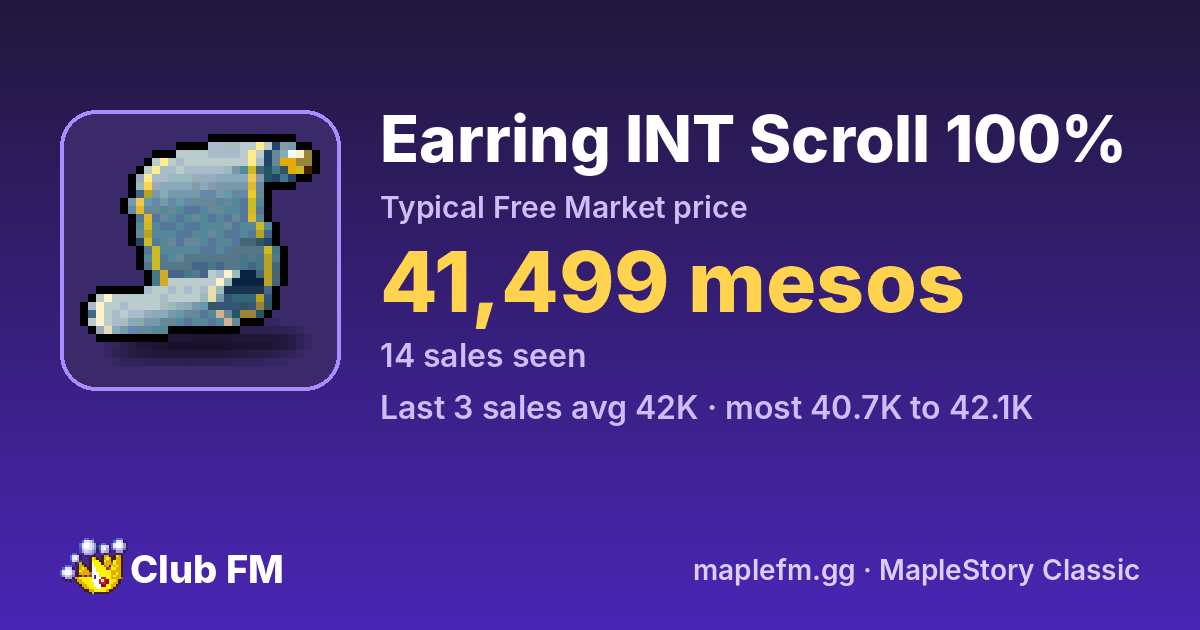 Earring INT Scroll 100%
Typical Free Market price
41,499 mesos
14 sales seen
Last 3 sales avg 42K · most 40.7K to 42.1K
Club FM
maplefm.gg · MapleStory Classic